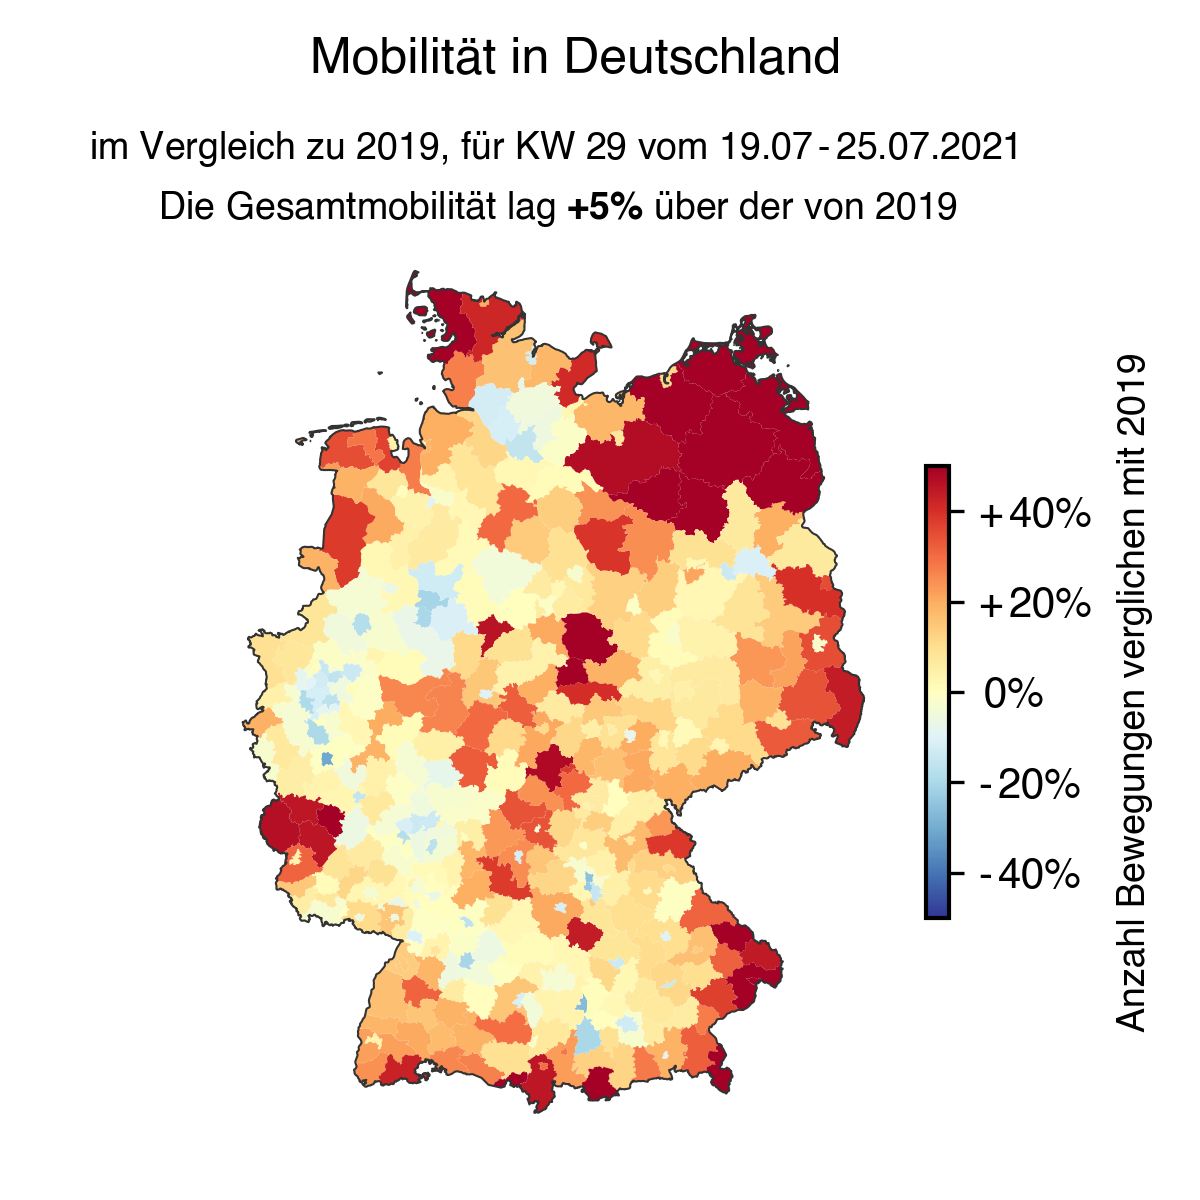 Mobilität in Deutschland
im Vergleich zu 2019, für KW 29 vom 19.07-25.07.2021
Die Gesamtmobilität lag +5% über der von 2019
+40%
+20%
0%
-20%
-40%
Anzahl Bewegungen verglichen mit 2019